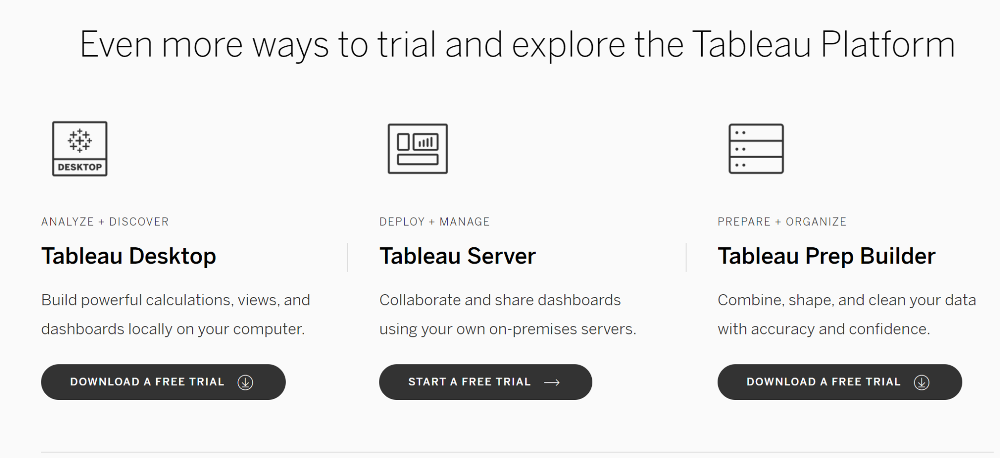 Even more ways to trial and explore the Tableau Platform
DESKTOP
ANALYZE + DISCOVER
Tableau Desktop
Build powerful calculations, views, and
dashboards locally on your computer.
DOWNLOAD A FREE TRIAL
DEPLOY + MANAGE
Tableau Server
Collaborate and share dashboards
using your own on-premises servers.
START A FREE TRIAL
PREPARE + ORGANIZE
Tableau Prep Builder
Combine, shape, and clean your data
with accuracy and confidence.
DOWNLOAD A FREE TRIAL